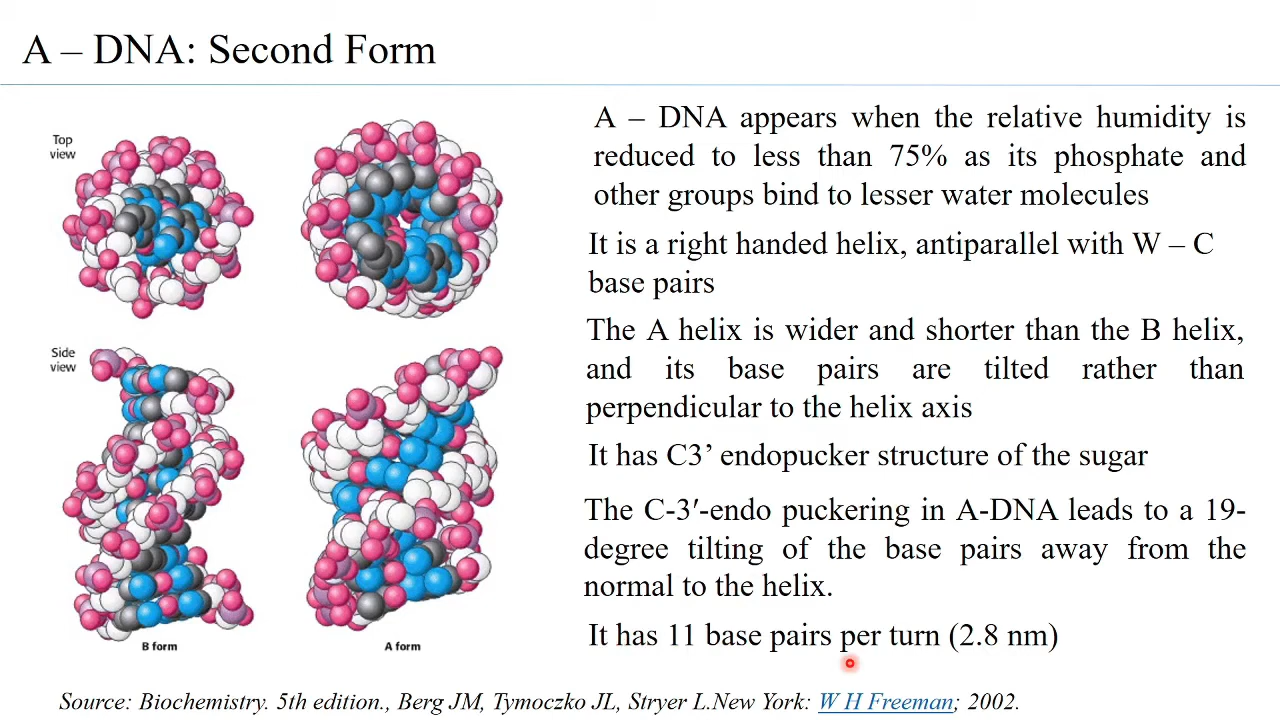 A – DNA: Second Form
Top
view
Side
view
B form
A form
A – DNA appears when the relative humidity is
reduced to less than 75% as its phosphate and
other groups bind to lesser water molecules
It is a right handed helix, antiparallel with W – C
base pairs
The A helix is wider and shorter than the B helix,
and its base pairs are tilted rather than
perpendicular to the helix axis
It has C3’ endopucker structure of the sugar
The C-3′-endo puckering in A-DNA leads to a 19-
degree tilting of the base pairs away from the
normal to the helix.
It has 11 base pairs per turn (2.8 nm)
Source: Biochemistry. 5th edition., Berg JM, Tymoczko JL, Stryer L.New York: W H Freeman; 2002.